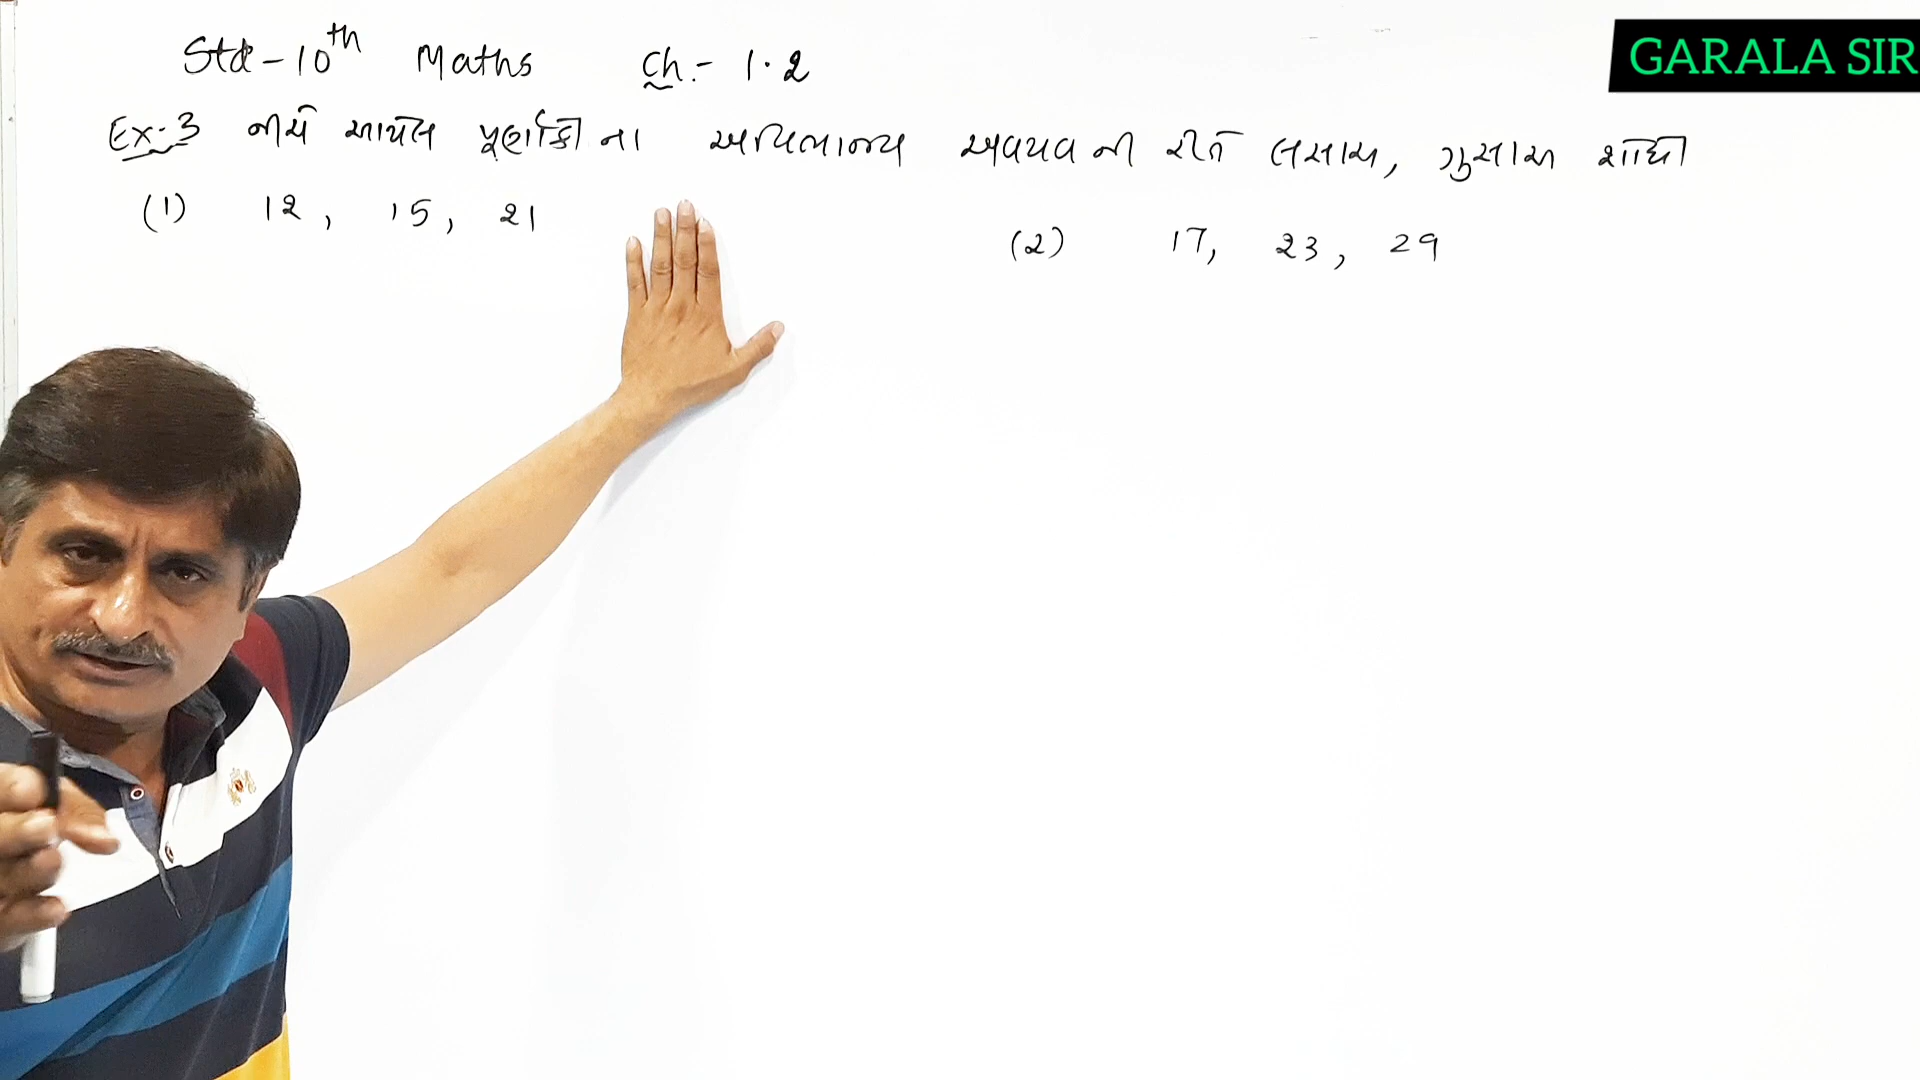 Std-10th Maths Ch:- 1.2
GARALA SIR
Ex-3 નીચે આપેલ પૂર્ણાંકો ના અવિભાજ્ય અવયવ ની રીતે લસાઅ, ગુસાઅ શોધો
(1) 12, 15, 21
(2) 17, 23, 29